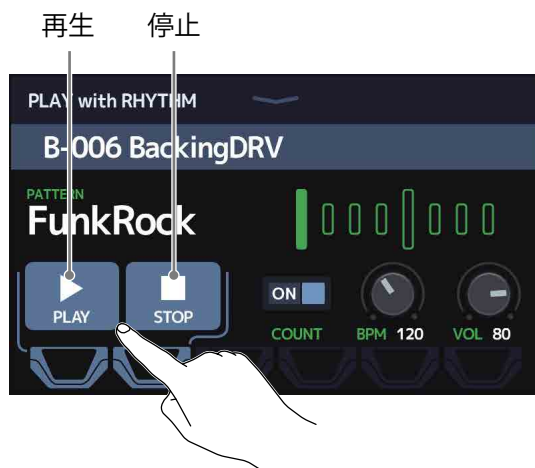 再生 停止
PLAY with RHYTHM
B-006 BackingDRV
PATTERN
FunkRock
PLAY STOP ON
COUNT BPM 120 VOL 80